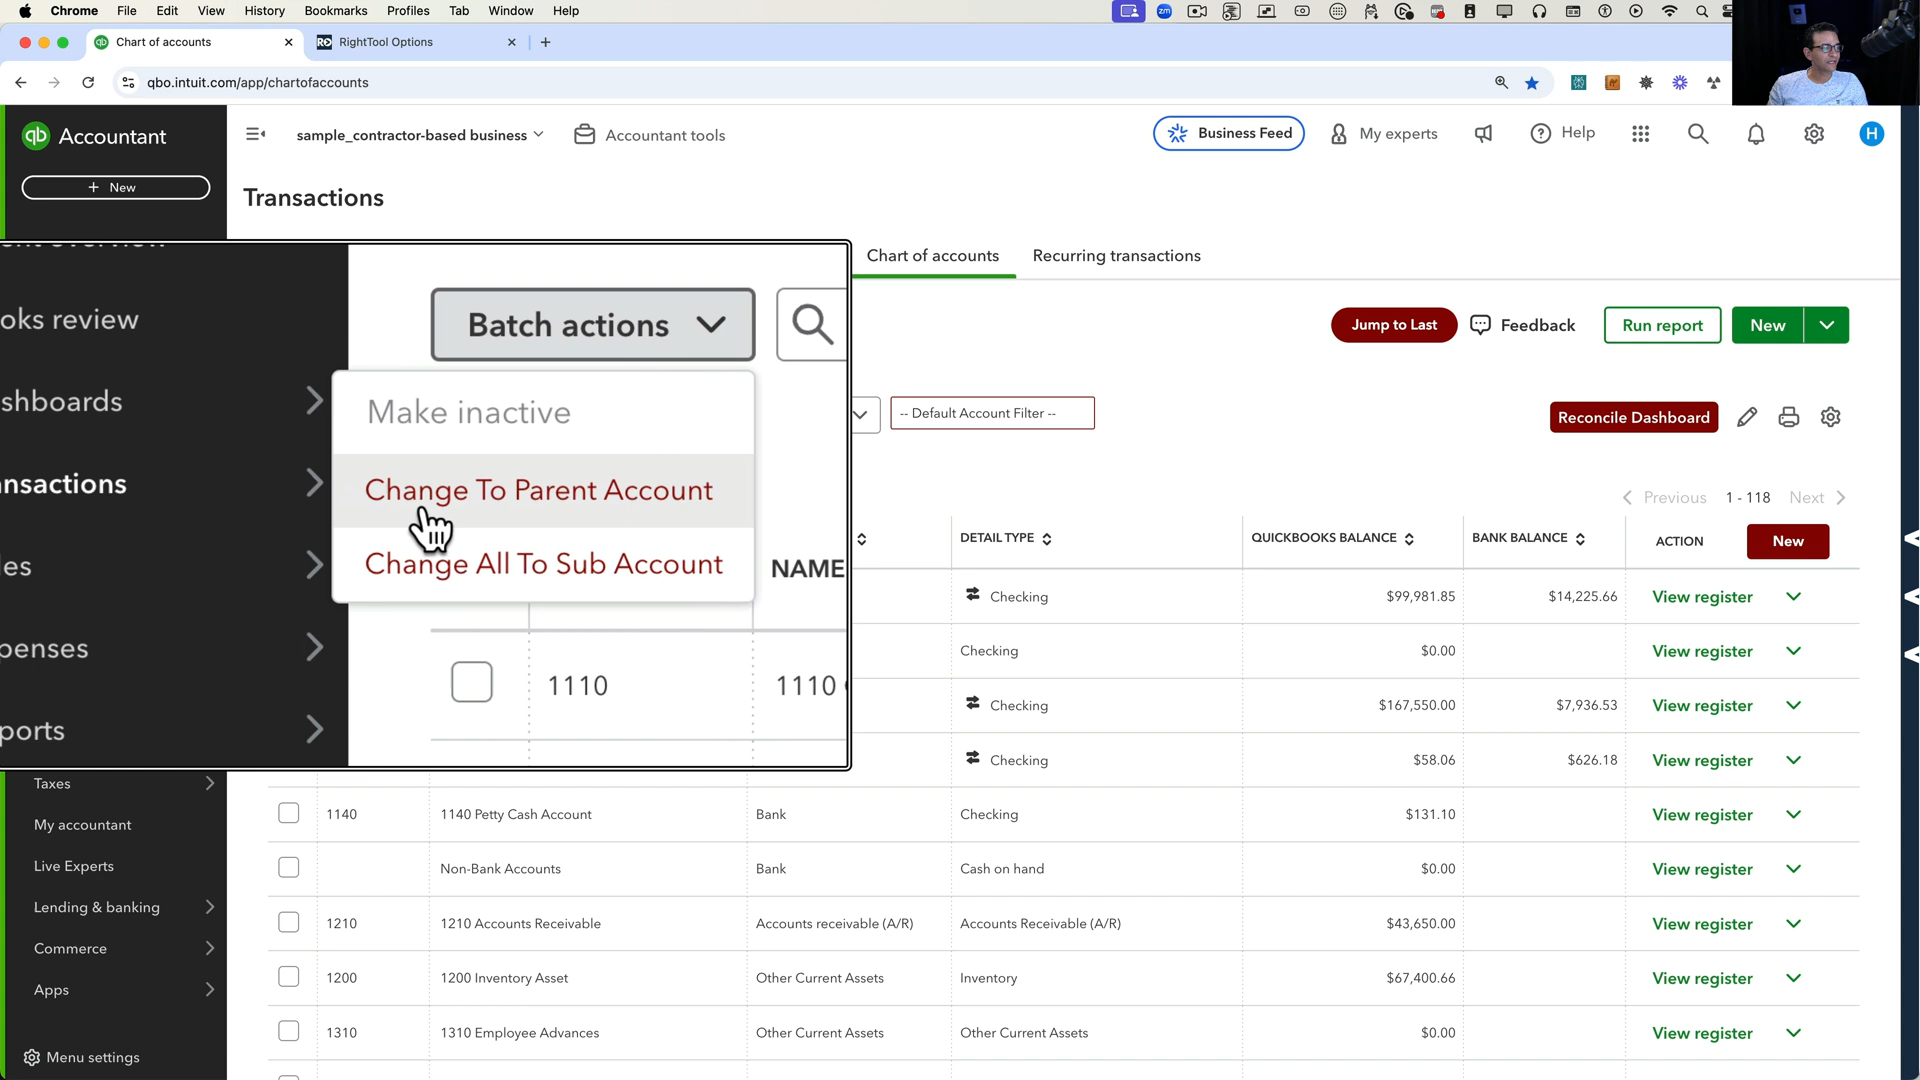 Chrome File Edit View History Bookmarks Profiles Tab Window Help
Chart of accounts
RightTool Options
qbo.intuit.com/app/chartofaccounts
qb Accountant
sample_contractor-based business
Accountant tools
Business Feed
My experts
Help
H
+ New
Transactions
Chart of accounts
Recurring transactions
oks review
shboards
nsactions
les
penses
ports
Batch actions
Make inactive
Change To Parent Account
Change All To Sub Account
NAME
1110
1110
Jump to Last
Feedback
Run report
New
-- Default Account Filter --
Reconcile Dashboard
Previous 1 - 118 Next
DETAIL TYPE QUICKBOOKS BALANCE BANK BALANCE ACTION New
Checking $99,981.85 $14,225.66 View register
Checking $0.00 View register
Checking $167,550.00 $7,936.53 View register
Checking $58.06 $626.18 View register
1140 1140 Petty Cash Account Bank Checking $131.10 View register
Non-Bank Accounts Bank Cash on hand $0.00 View register
1210 1210 Accounts Receivable Accounts receivable (A/R) Accounts Receivable (A/R) $43,650.00 View register
1200 1200 Inventory Asset Other Current Assets Inventory $67,400.66 View register
1310 1310 Employee Advances Other Current Assets Other Current Assets $0.00 View register
Taxes
My accountant
Live Experts
Lending & banking
Commerce
Apps
Menu settings